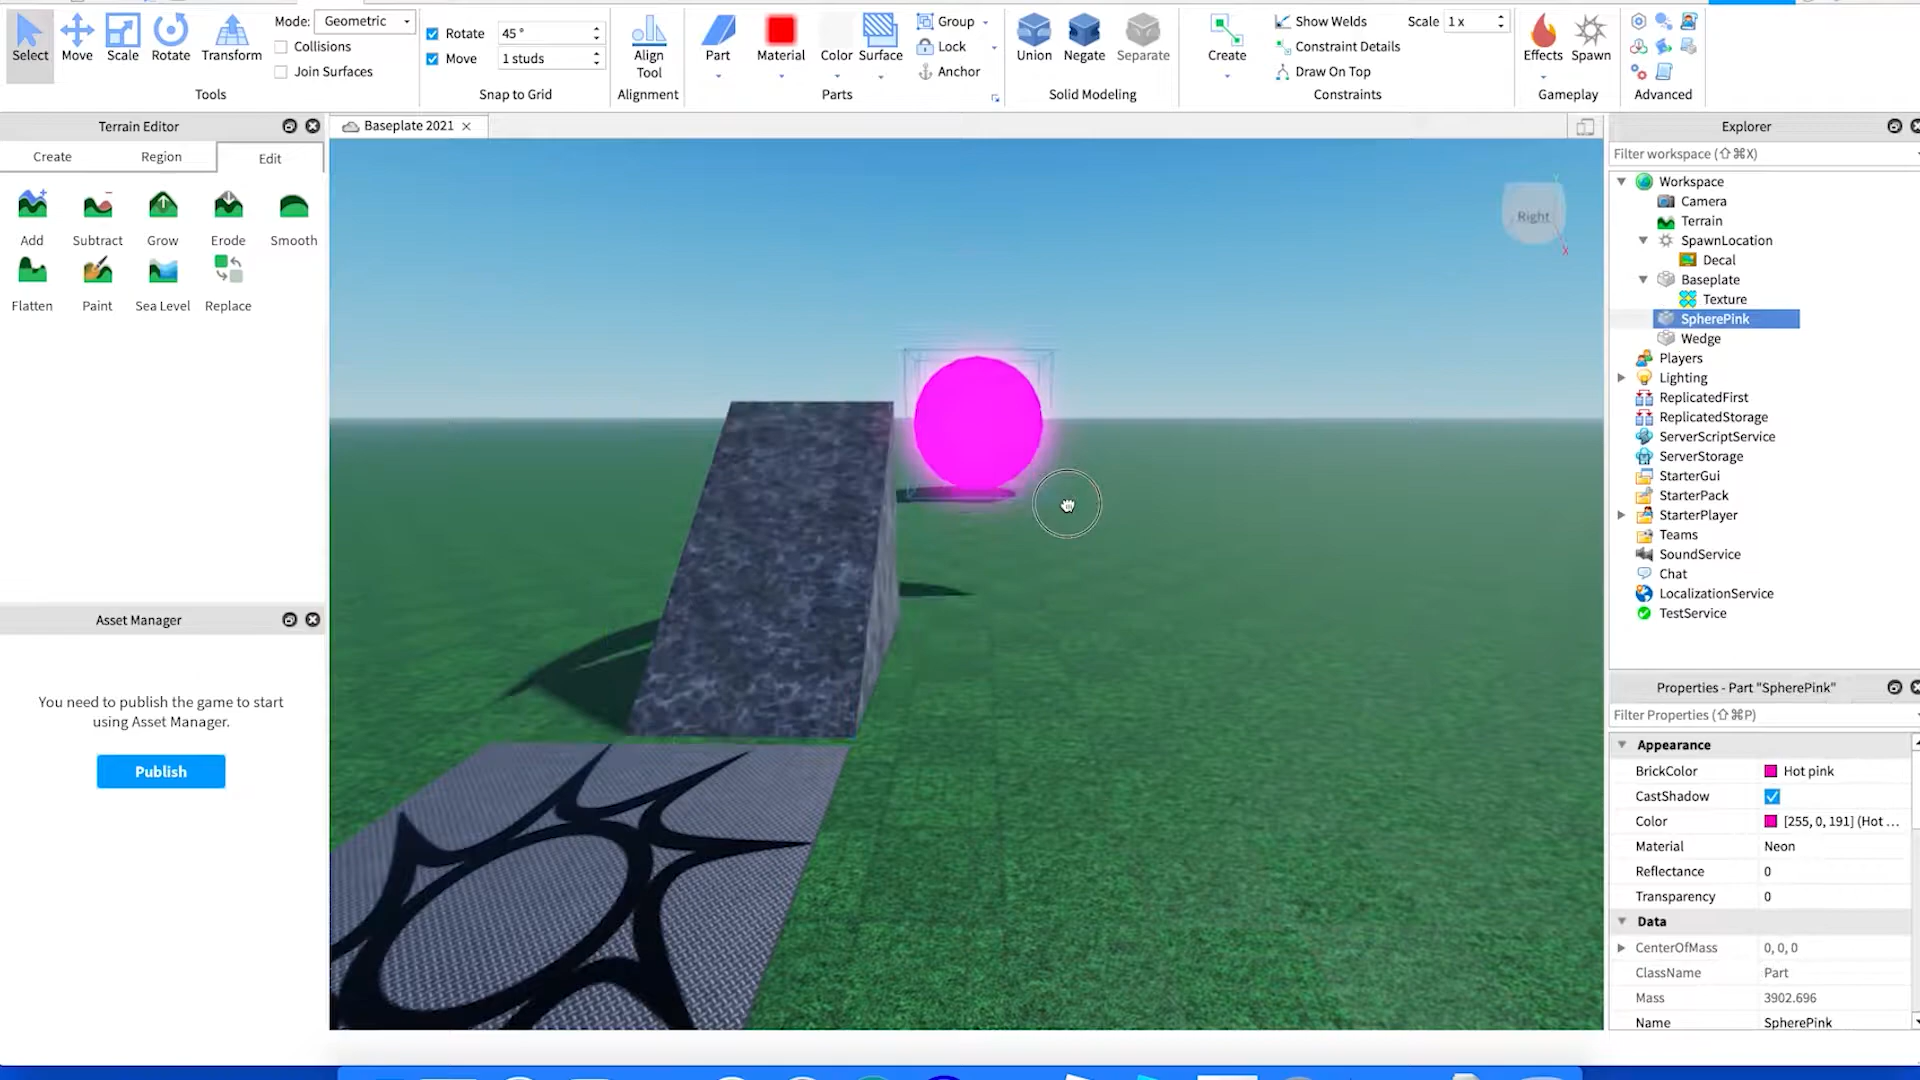 Select
Move
Scale
Rotate
Transform
Mode: Geometric
Collisions
Join Surfaces
Tools
Rotate 45 °
Move 1 studs
Snap to Grid
Align Tool
Alignment
Part
Material
Color
Surface
Group
Lock
Anchor
Parts
Union
Negate
Separate
Solid Modeling
Create
Show Welds
Scale 1 x
Constraint Details
Draw On Top
Constraints
Effects
Spawn
Gameplay
Advanced
Terrain Editor
Create
Region
Edit
Add
Subtract
Grow
Erode
Smooth
Flatten
Paint
Sea Level
Replace
Asset Manager
You need to publish the game to start
using Asset Manager.
Publish
Baseplate 2021
Right
Y
X
Explorer
Filter workspace (⇧⌘X)
Workspace
Camera
Terrain
SpawnLocation
Decal
Baseplate
Texture
SpherePink
Wedge
Players
Lighting
ReplicatedFirst
ReplicatedStorage
ServerScriptService
ServerStorage
StarterGui
StarterPack
StarterPlayer
Teams
SoundService
Chat
LocalizationService
TestService
Properties - Part "SpherePink"
Filter Properties (⇧⌘P)
Appearance
BrickColor Hot pink
CastShadow
Color [255, 0, 191] (Hot ...
Material Neon
Reflectance 0
Transparency 0
Data
CenterOfMass 0, 0, 0
ClassName Part
Mass 3902.696
Name SpherePink